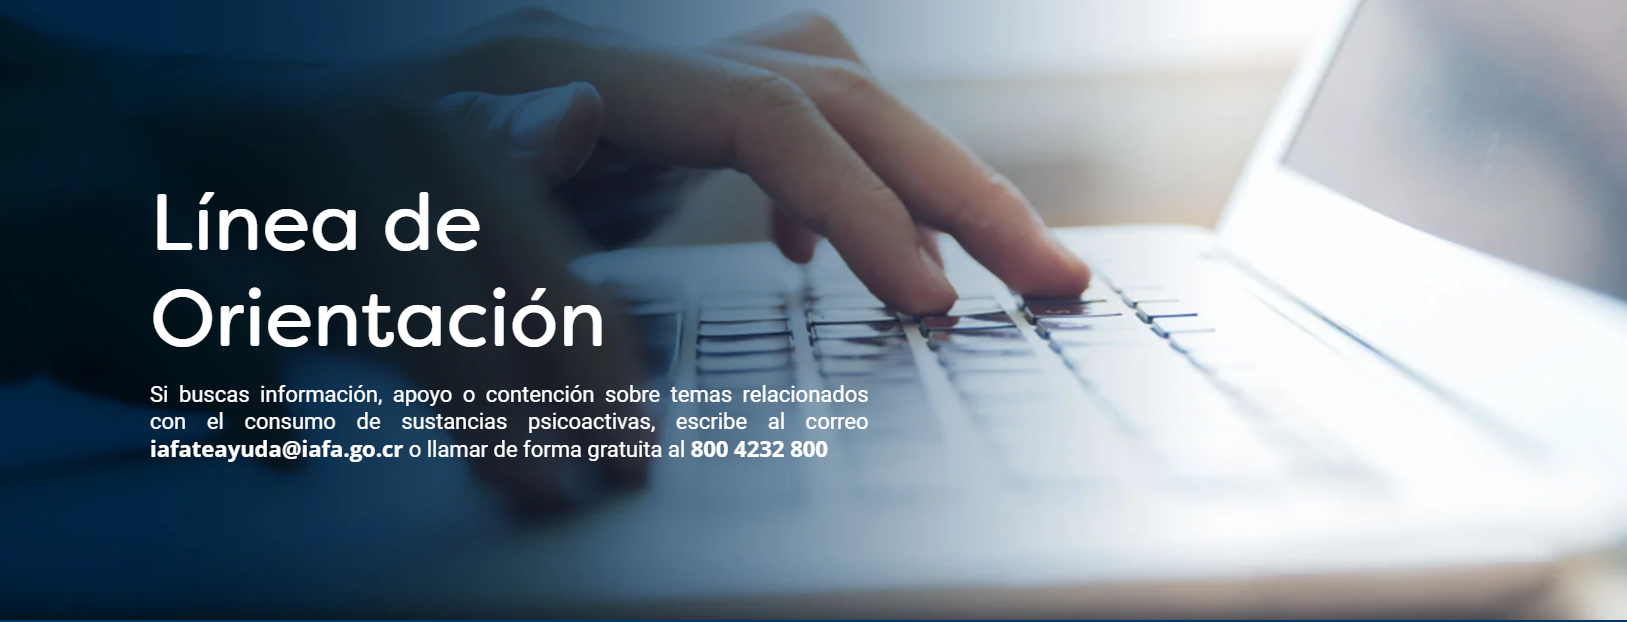 Línea de
Orientación
Si buscas información, apoyo o contención sobre temas relacionados
con el consumo de sustancias psicoactivas, escribe al correo
iafateayuda@iafa.go.cr o llamar de forma gratuita al 800 4232 800